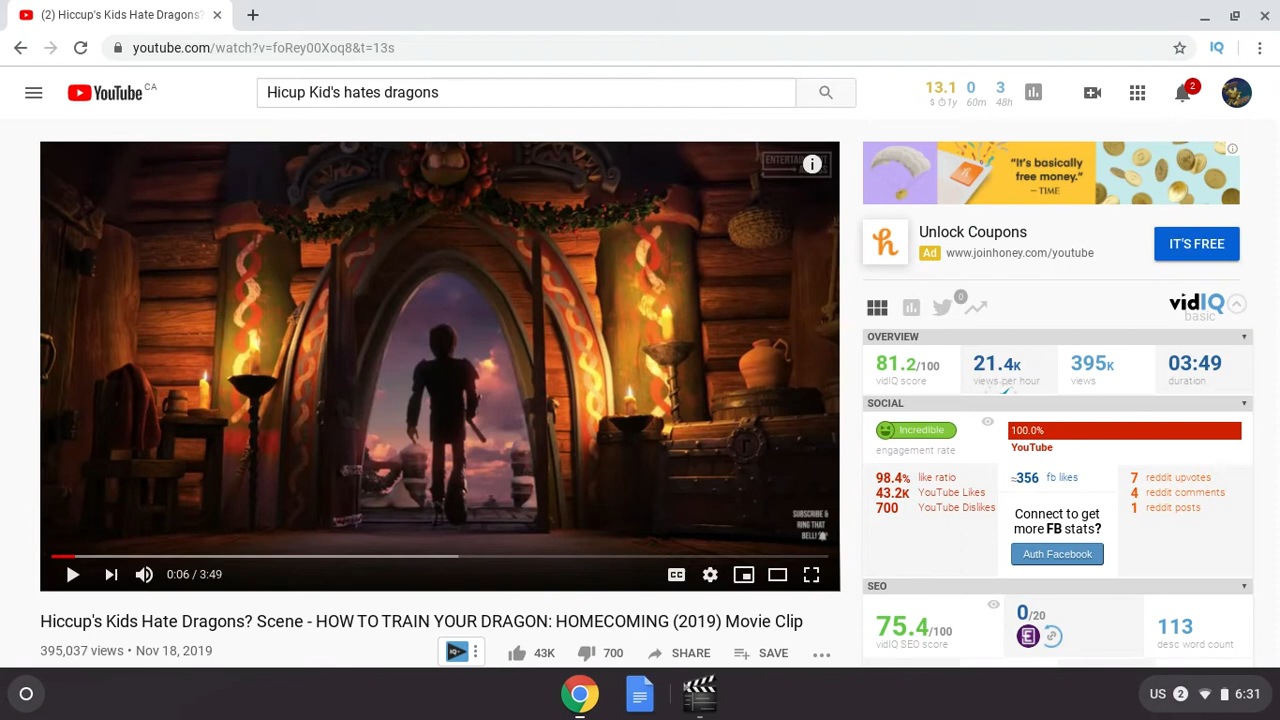 (2) Hiccup's Kids Hate Dragons?
youtube.com/watch?v=foRey00Xoq8&t=13s
IQ
YouTube CA
Hicup Kid's hates dragons
13.1 0 3
$ 1y 60m 48h
2
ENTERTAINMENT
"It's basically
free money."
— TIME
Unlock Coupons
Ad www.joinhoney.com/youtube
IT'S FREE
0
vidIQ
basic
OVERVIEW
81.2/100 21.4K 395K 03:49
vidIQ score views per hour views duration
SOCIAL
Incredible 100.0%
engagement rate YouTube
98.4% like ratio ≈356 fb likes 7 reddit upvotes
43.2K YouTube Likes 4 reddit comments
700 YouTube Dislikes 1 reddit posts
Connect to get
more FB stats?
Auth Facebook
SUBSCRIBE &
RING THAT
BELL!
0:06 / 3:49
CC
SEO
75.4/100 0/20 113
vidIQ SEO score desc word count
Hiccup's Kids Hate Dragons? Scene - HOW TO TRAIN YOUR DRAGON: HOMECOMING (2019) Movie Clip
395,037 views • Nov 18, 2019
IQ 43K 700 SHARE SAVE
US 2 6:31